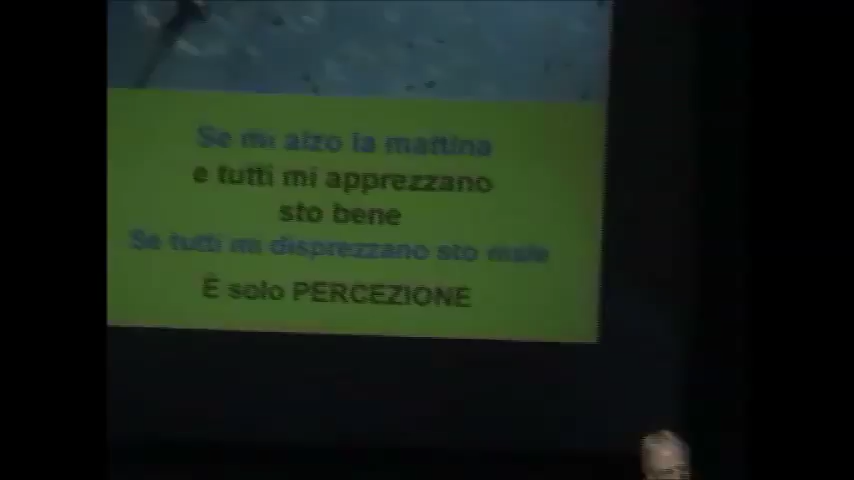 Se mi alzo la mattina
e tutti mi apprezzano
sto bene
Se tutti mi disprezzano sto male
È solo PERCEZIONE